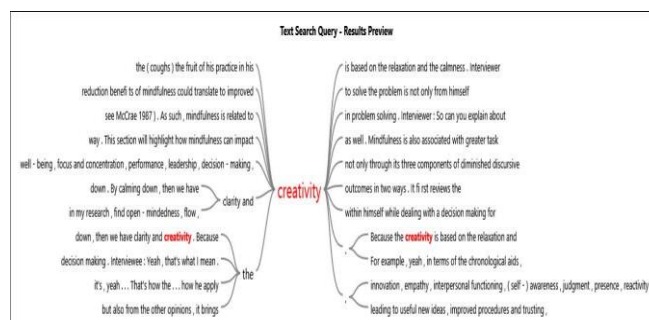 Text Search Query - Results Preview
the ( coughs ) the fruit of his practice in his
reduction benefi ts of mindfulness could translate to improved
see McCrae 1987 ) . As such , mindfulness is related to
way . This section will highlight how mindfulness can impact
well - being , focus and concentration , performance , leadership , decision - making .
down . By calming down , then we have
in my research , find open - mindedness , flow ,
clarity and
down , then we have clarity and creativity . Because
decision making . Interviewee : Yeah , that's what I mean .
it's , yeah … That's how the … how he apply
but also from the other opinions , it brings
the
creativity
is based on the relaxation and the calmness . Interviewer
to solve the problem is not only from himself
in problem solving . Interviewer : So can you explain about
as well . Mindfulness is also associated with greater task
not only through its three components of diminished discursive
outcomes in two ways . It fi rst reviews the
within himself while dealing with a decision making for
.
Because the creativity is based on the relaxation and
For example , yeah , in terms of the chronological aids ,
,
innovation , empathy , interpersonal functioning , ( self - ) awareness , judgment , presence , reactivity
leading to useful new ideas , improved procedures and trusting ,